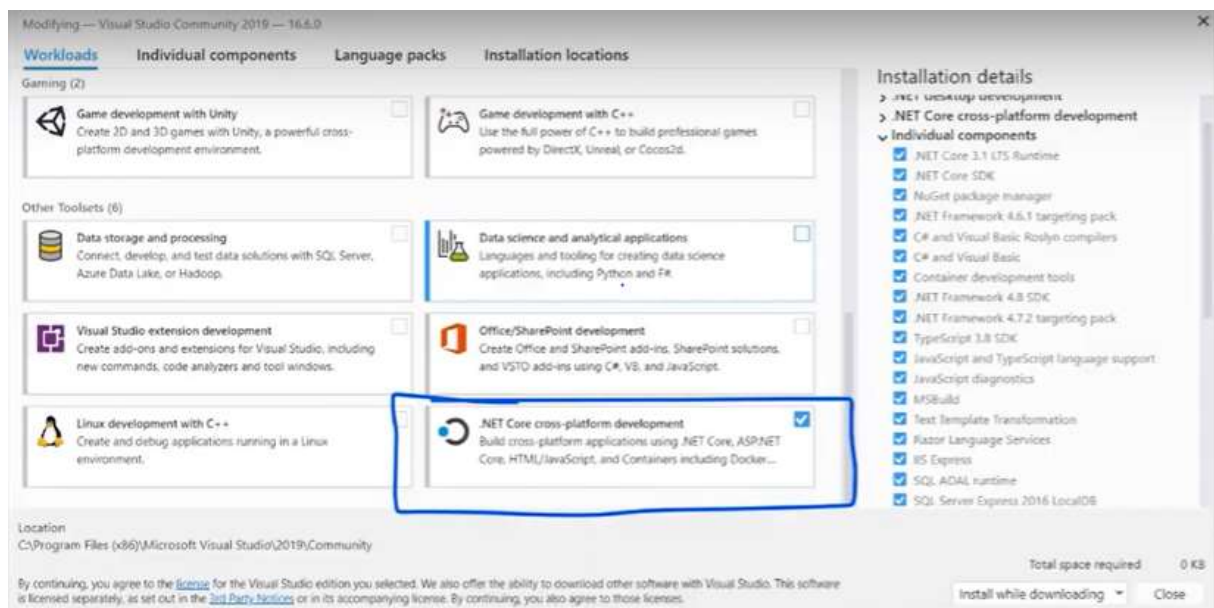 Modifying — Visual Studio Community 2019 — 16.6.0
Workloads Individual components Language packs Installation locations
Gaming (2)
Game development with Unity
Create 2D and 3D games with Unity, a powerful cross-
platform development environment.
Game development with C++
Use the full power of C++ to build professional games
powered by DirectX, Unreal, or Cocos2d.
Other Toolsets (6)
Data storage and processing
Connect, develop, and test data solutions with SQL Server,
Azure Data Lake, or Hadoop.
Data science and analytical applications
Languages and tooling for creating data science
applications, including Python and F#.
Visual Studio extension development
Create add-ons and extensions for Visual Studio, including
new commands, code analyzers and tool windows.
Office/SharePoint development
Create Office and SharePoint add-ins, SharePoint solutions,
and VSTO add-ins using C#, VB, and JavaScript.
Linux development with C++
Create and debug applications running in a Linux
environment.
.NET Core cross-platform development
Build cross-platform applications using .NET Core, ASP.NET
Core, HTML/JavaScript, and Containers including Docker...
Installation details
.NET desktop development
.NET Core cross-platform development
Individual components
.NET Core 3.1 LTS Runtime
.NET Core SDK
NuGet package manager
.NET Framework 4.6.1 targeting pack
C# and Visual Basic Roslyn compilers
C# and Visual Basic
Container development tools
.NET Framework 4.8 SDK
.NET Framework 4.7.2 targeting pack
TypeScript 3.8 SDK
JavaScript and TypeScript language support
JavaScript diagnostics
MSBuild
Text Template Transformation
Razor Language Services
IIS Express
SQL ADAL runtime
SQL Server Express 2016 LocalDB
Location
C:\Program Files (x86)\Microsoft Visual Studio\2019\Community
By continuing, you agree to the license for the Visual Studio edition you selected. We also offer the ability to download other software with Visual Studio. This software
is licensed separately, as set out in the 3rd Party Notices or in its accompanying license. By continuing, you also agree to those licenses.
Total space required 0 KB
Install while downloading Close